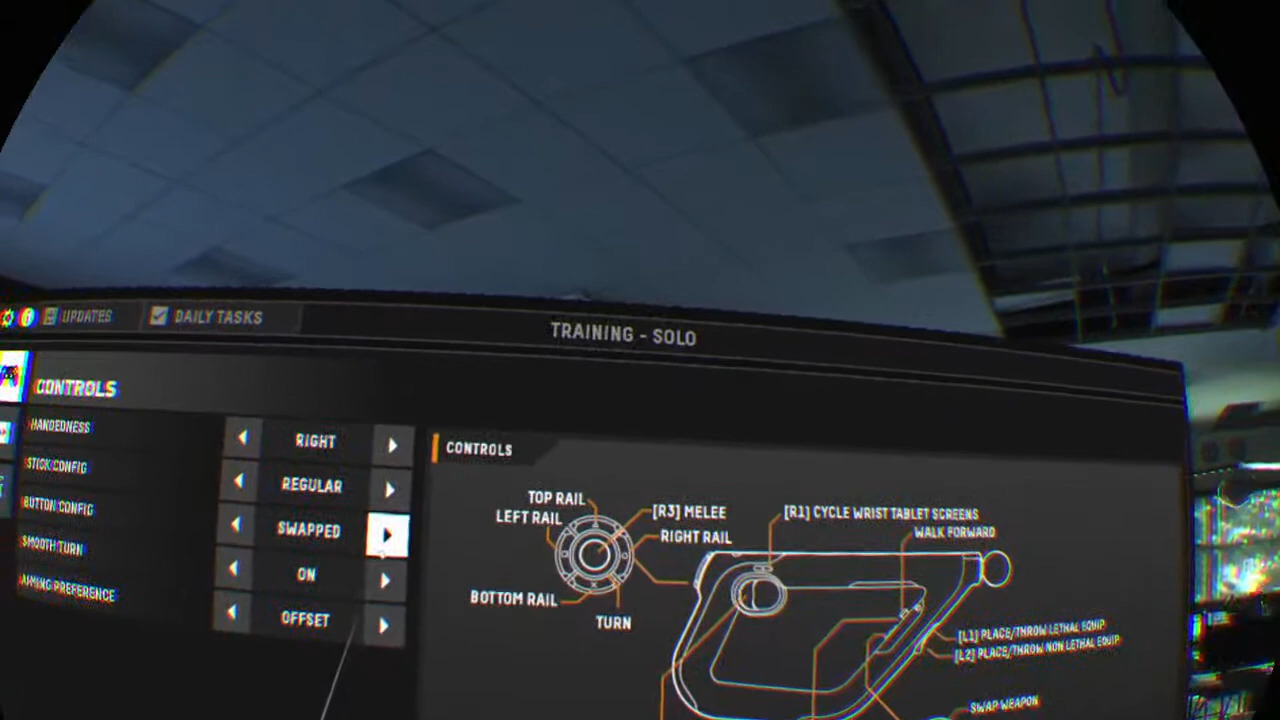 UPDATES
DAILY TASKS
TRAINING - SOLO
CONTROLS
HANDEDNESS
RIGHT
STICK CONFIG
REGULAR
BUTTON CONFIG
SWAPPED
SMOOTH TURN
ON
AIMING PREFERENCE
OFFSET
CONTROLS
TOP RAIL
LEFT RAIL
[R3] MELEE
RIGHT RAIL
BOTTOM RAIL
TURN
[R1] CYCLE WRIST TABLET SCREENS
WALK FORWARD
[L1] PLACE/THROW LETHAL EQUIP
[L2] PLACE/THROW NON LETHAL EQUIP
SWAP WEAPON